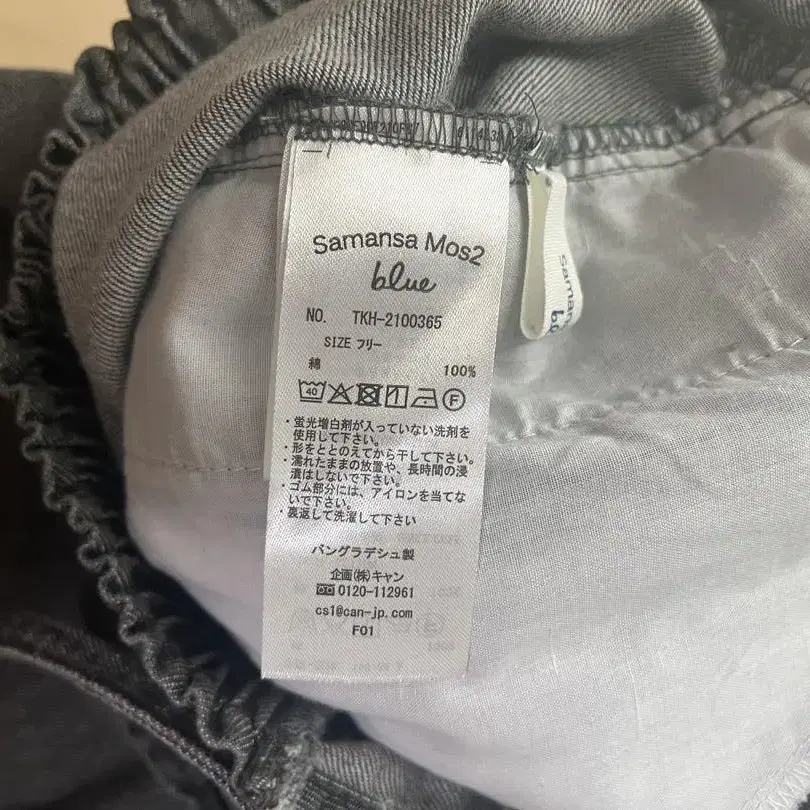 Samansa Mos2
blue
NO. TKH-2100365
SIZE フリー
綿 100%
40
F
・蛍光増白剤が入っていない洗剤を
使用して下さい。
・形をととのえてから干して下さい。
・濡れたままの放置や、長時間の浸
漬はしないで下さい。
・ゴム部分には、アイロンを当てな
いで下さい。
・裏返して洗濯して下さい
バングラデシュ製
企画(株)キャン
0120-112961
cs1@can-jp.com
F01